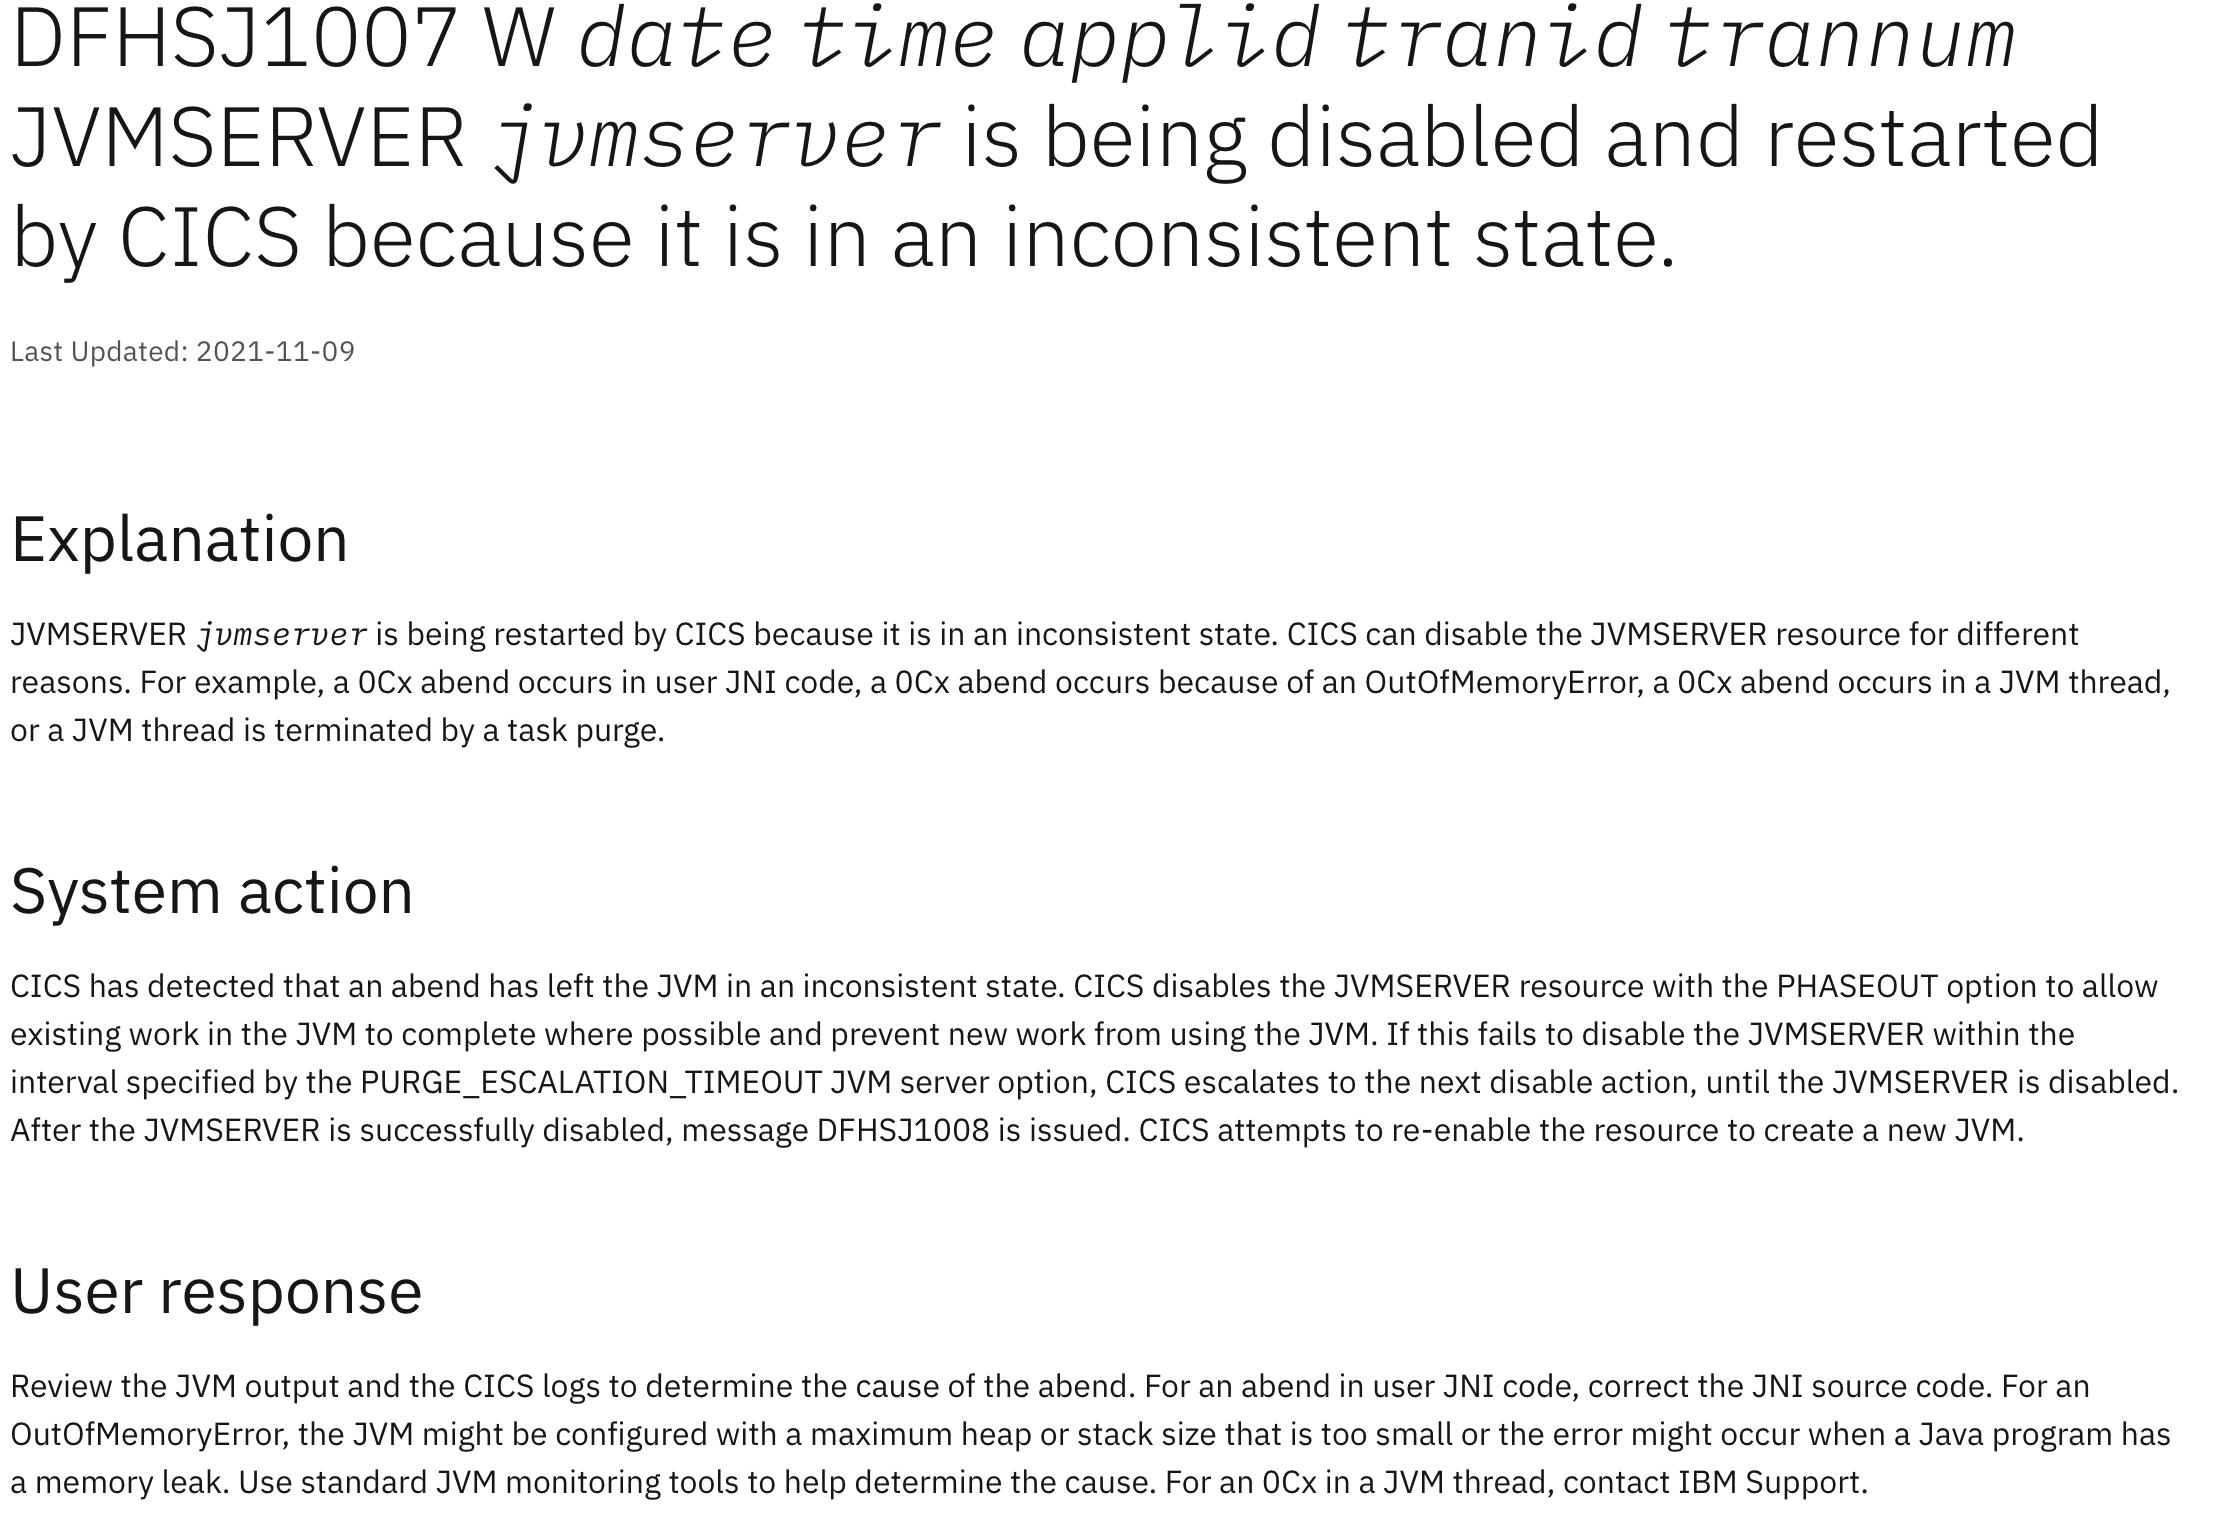 DFHSJ1007 W date time applid tranid trannum
JVMSERVER jvmserver is being disabled and restarted
by CICS because it is in an inconsistent state.
Last Updated: 2021-11-09
Explanation
JVMSERVER jvmserver is being restarted by CICS because it is in an inconsistent state. CICS can disable the JVMSERVER resource for different
reasons. For example, a 0Cx abend occurs in user JNI code, a 0Cx abend occurs because of an OutOfMemoryError, a 0Cx abend occurs in a JVM thread,
or a JVM thread is terminated by a task purge.
System action
CICS has detected that an abend has left the JVM in an inconsistent state. CICS disables the JVMSERVER resource with the PHASEOUT option to allow
existing work in the JVM to complete where possible and prevent new work from using the JVM. If this fails to disable the JVMSERVER within the
interval specified by the PURGE_ESCALATION_TIMEOUT JVM server option, CICS escalates to the next disable action, until the JVMSERVER is disabled.
After the JVMSERVER is successfully disabled, message DFHSJ1008 is issued. CICS attempts to re-enable the resource to create a new JVM.
User response
Review the JVM output and the CICS logs to determine the cause of the abend. For an abend in user JNI code, correct the JNI source code. For an
OutOfMemoryError, the JVM might be configured with a maximum heap or stack size that is too small or the error might occur when a Java program has
a memory leak. Use standard JVM monitoring tools to help determine the cause. For an 0Cx in a JVM thread, contact IBM Support.